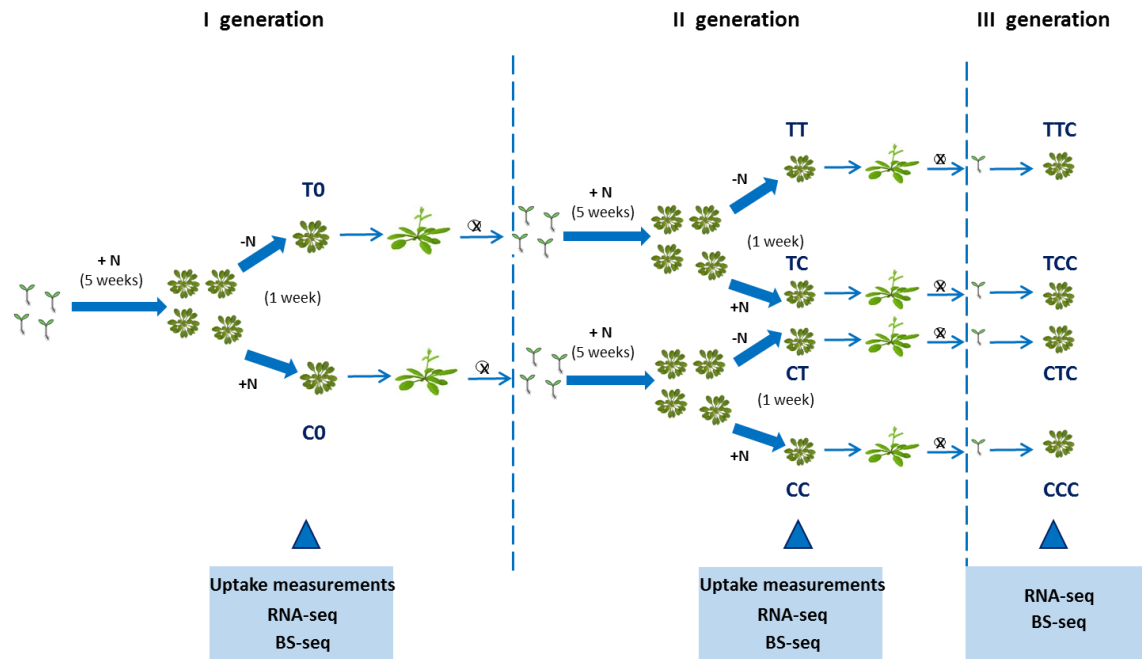 I generation
II generation
III generation
TT
TTC
T0
-N
+ N
(5 weeks)
(1 week)
+ N
(5 weeks)
-N
(1 week)
X
X
TC
TCC
+N
X
+N
C0
+ N
(5 weeks)
-N
X
X
CT
CTC
(1 week)
+N
X
CC
CCC
Uptake measurements
RNA-seq
BS-seq
Uptake measurements
RNA-seq
BS-seq
RNA-seq
BS-seq